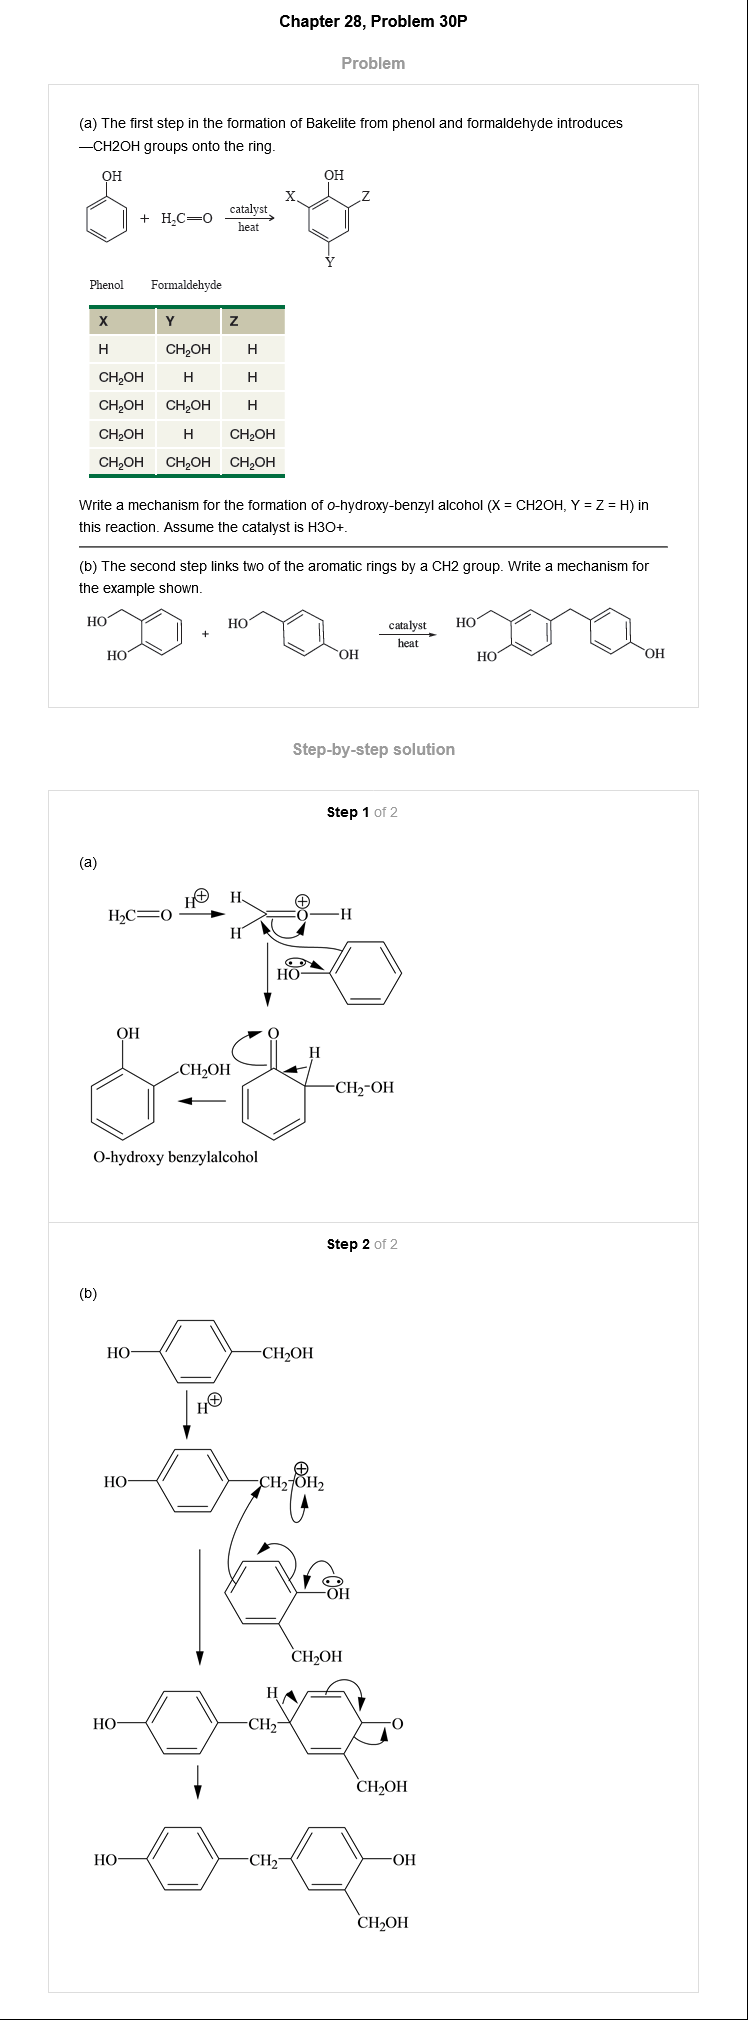 Chapter 28, Problem 30P
Problem
(a) The first step in the formation of Bakelite from phenol and formaldehyde introduces
—CH2OH groups onto the ring.
OH
+ H₂C=O
catalyst
heat
OH
X
Z
Y
Phenol Formaldehyde
X Y Z
H CH₂OH H
CH₂OH H H
CH₂OH CH₂OH H
CH₂OH H CH₂OH
CH₂OH CH₂OH CH₂OH
Write a mechanism for the formation of o-hydroxy-benzyl alcohol (X = CH2OH, Y = Z = H) in
this reaction. Assume the catalyst is H3O+.
(b) The second step links two of the aromatic rings by a CH2 group. Write a mechanism for
the example shown.
HO
HO
+
HO
OH
catalyst
heat
HO
HO
OH
Step-by-step solution
Step 1 of 2
(a)
H₂C=O
H⊕
H
H
⊕
O—H
HO
OH
CH₂OH
O
H
CH₂-OH
O-hydroxy benzylalcohol
Step 2 of 2
(b)
HO
CH₂OH
H⊕
HO
CH₂-OH₂
⊕
OH
CH₂OH
HO
CH₂
H
O
CH₂OH
HO
CH₂
OH
CH₂OH